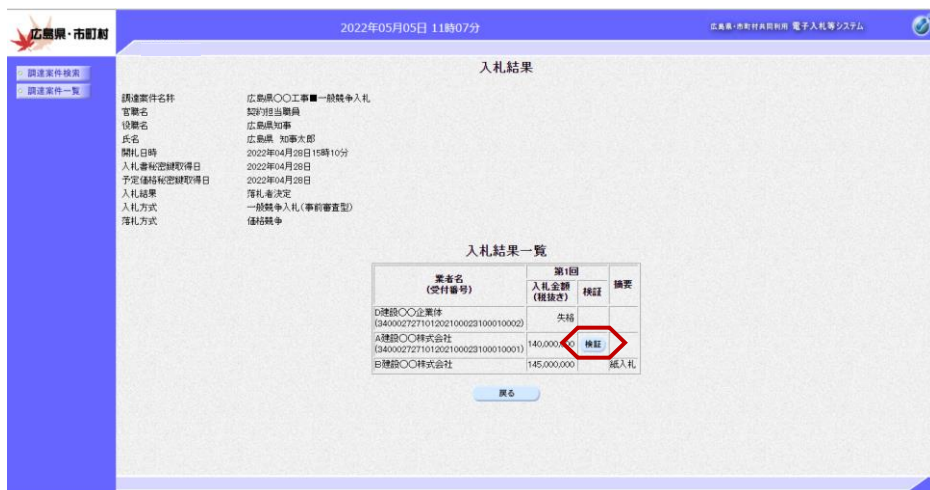 広島県・市町村
2022年05月05日 11時07分
広島県・市町村共同利用 電子入札等システム
調達案件検索
調達案件一覧
入札結果
調達案件名称 広島県〇〇工事■一般競争入札
官職名 契約担当職員
役職名 広島県知事
氏名 広島県 知事太郎
開札日時 2022年04月28日15時10分
入札書秘密鍵取得日 2022年04月28日
予定価格秘密鍵取得日 2022年04月28日
入札結果 落札者決定
入札方式 一般競争入札(事前審査型)
落札方式 価格競争
入札結果一覧
業者名
(受付番号)
第1回
入札金額
(税抜き)
検証
摘要
D建設〇〇企業体
(34000272710120210002310001​0002)
失格
A建設〇〇株式会社
(340002727101202100023100010001)
140,000,000 検証
B建設〇〇株式会社 145,000,000 紙入札
戻る